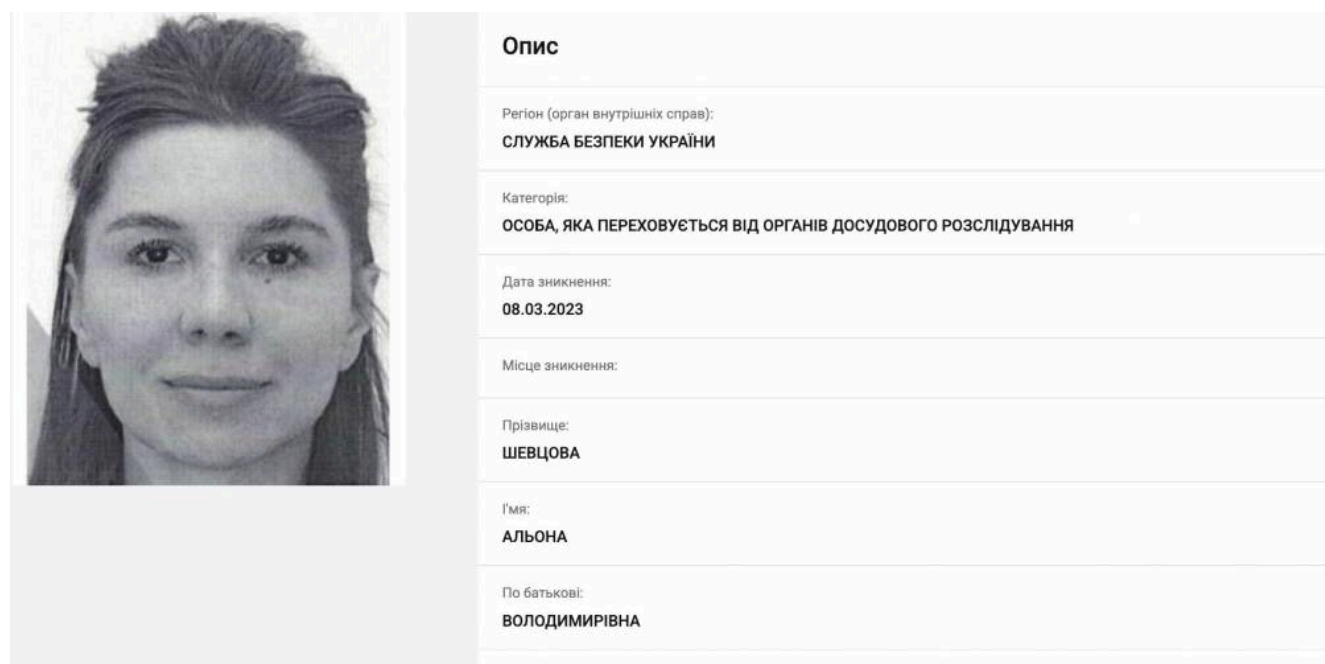 Опис
Регіон (орган внутрішніх справ):
СЛУЖБА БЕЗПЕКИ УКРАЇНИ
Категорія:
ОСОБА, ЯКА ПЕРЕХОВУЄТЬСЯ ВІД ОРГАНІВ ДОСУДОВОГО РОЗСЛІДУВАННЯ
Дата зникнення:
08.03.2023
Місце зникнення:
Прізвище:
ШЕВЦОВА
І'мя:
АЛЬОНА
По батькові:
ВОЛОДИМИРІВНА